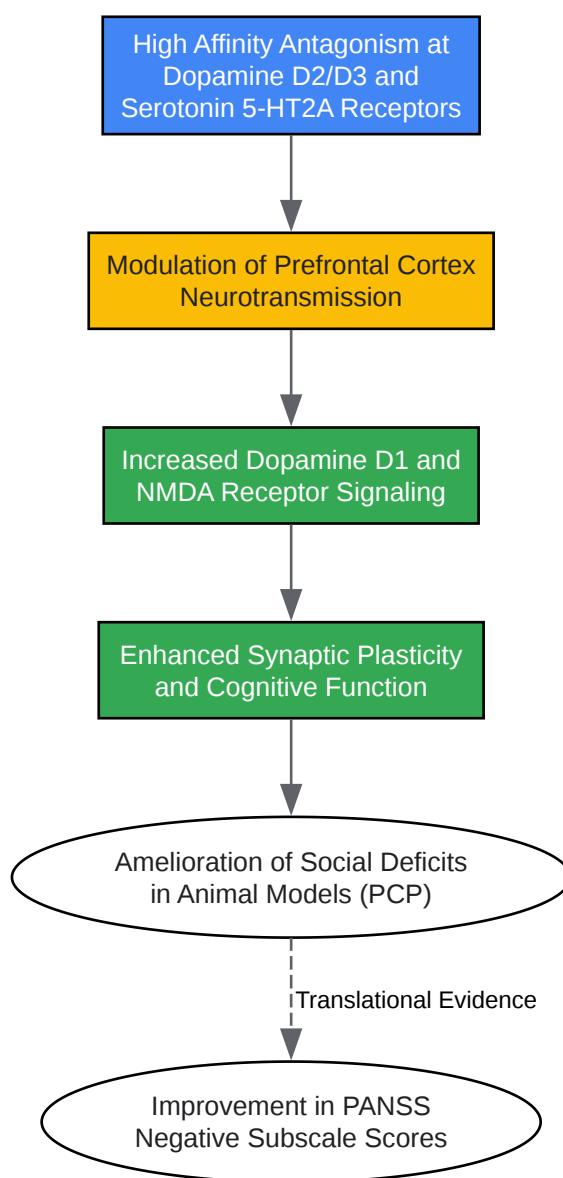 High Affinity Antagonism at
Dopamine D2/D3 and
Serotonin 5-HT2A Receptors
Modulation of Prefrontal Cortex
Neurotransmission
Increased Dopamine D1 and
NMDA Receptor Signaling
Enhanced Synaptic Plasticity
and Cognitive Function
Amelioration of Social Deficits
in Animal Models (PCP)
Translational Evidence
Improvement in PANSS
Negative Subscale Scores